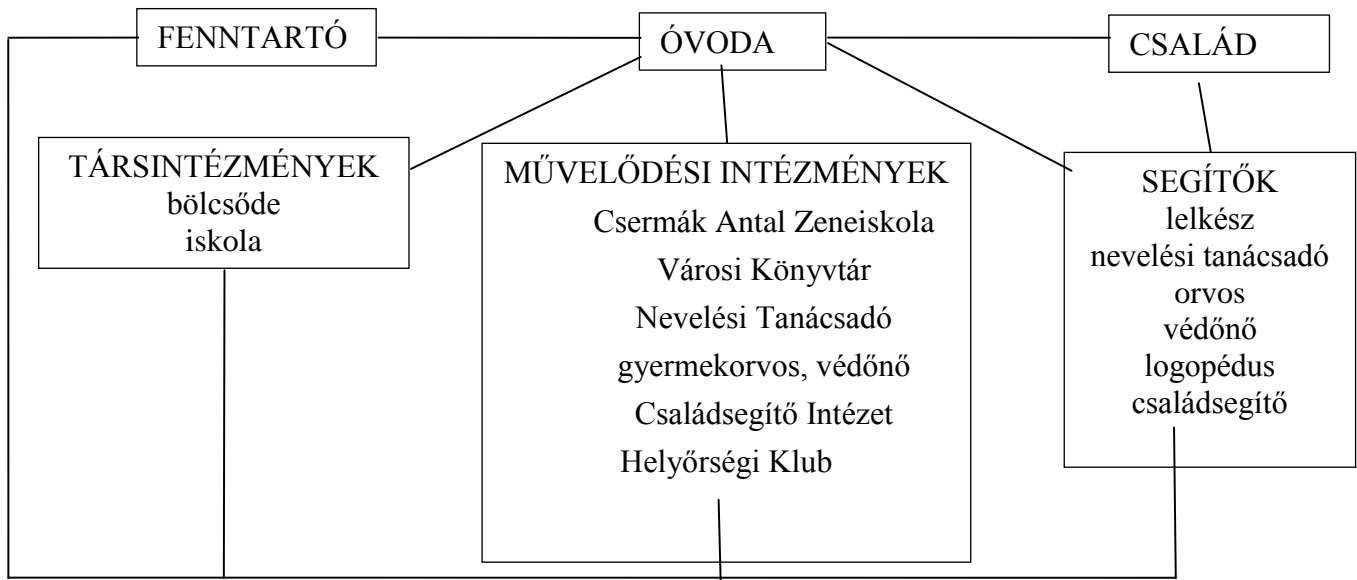 FENNTARTÓ
ÓVODA
CSALÁD
TÁRSINTÉZMÉNYEK
bölcsőde
iskola
MŰVELŐDÉSI INTÉZMÉNYEK
Csermák Antal Zeneiskola
Városi Könyvtár
Nevelési Tanácsadó
gyermekorvos, védőnő
Családsegítő Intézet
Helyőrségi Klub
SEGÍTŐK
lelkész
nevelési tanácsadó
orvos
védőnő
logopédus
családsegítő